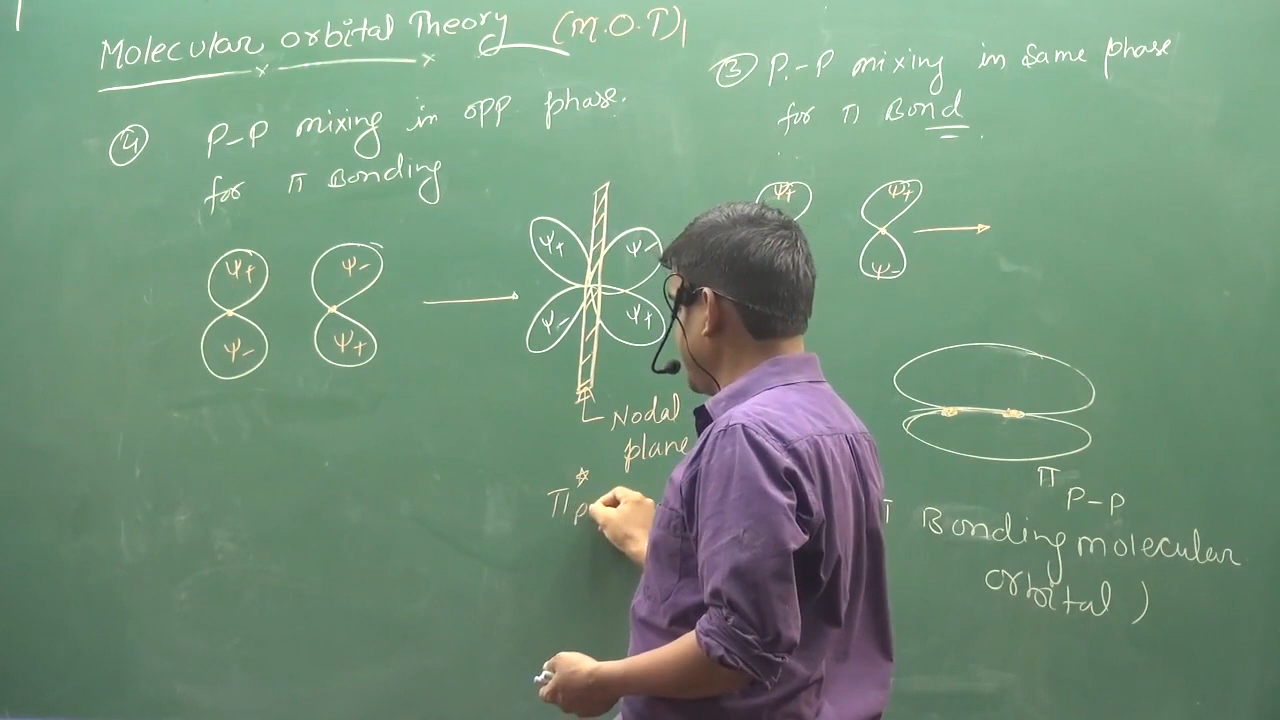 Molecular orbital Theory (M.O.T)
④ P-P mixing in opp. phase.
for π Bonding
ψ+ ψ-
ψ- ψ+
ψ+ ψ-
ψ- ψ+
Nodal
plane
π*p
③ P-P mixing in same phase
for π Bond
ψ+ ψ+
ψ-
π P-P
Bonding molecular
orbital)